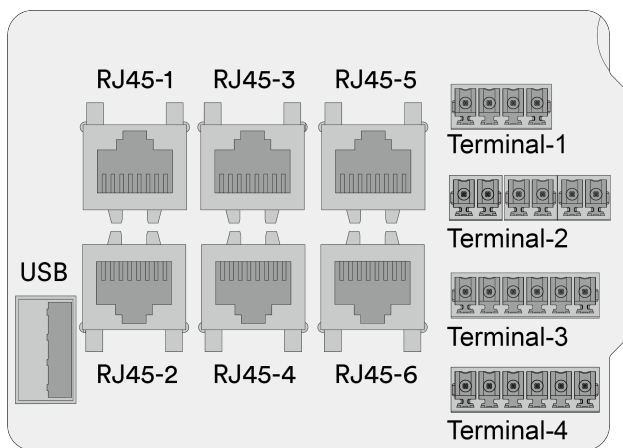 RJ45-1 RJ45-3 RJ45-5
Terminal-1
Terminal-2
USB
Terminal-3
RJ45-2 RJ45-4 RJ45-6
Terminal-4